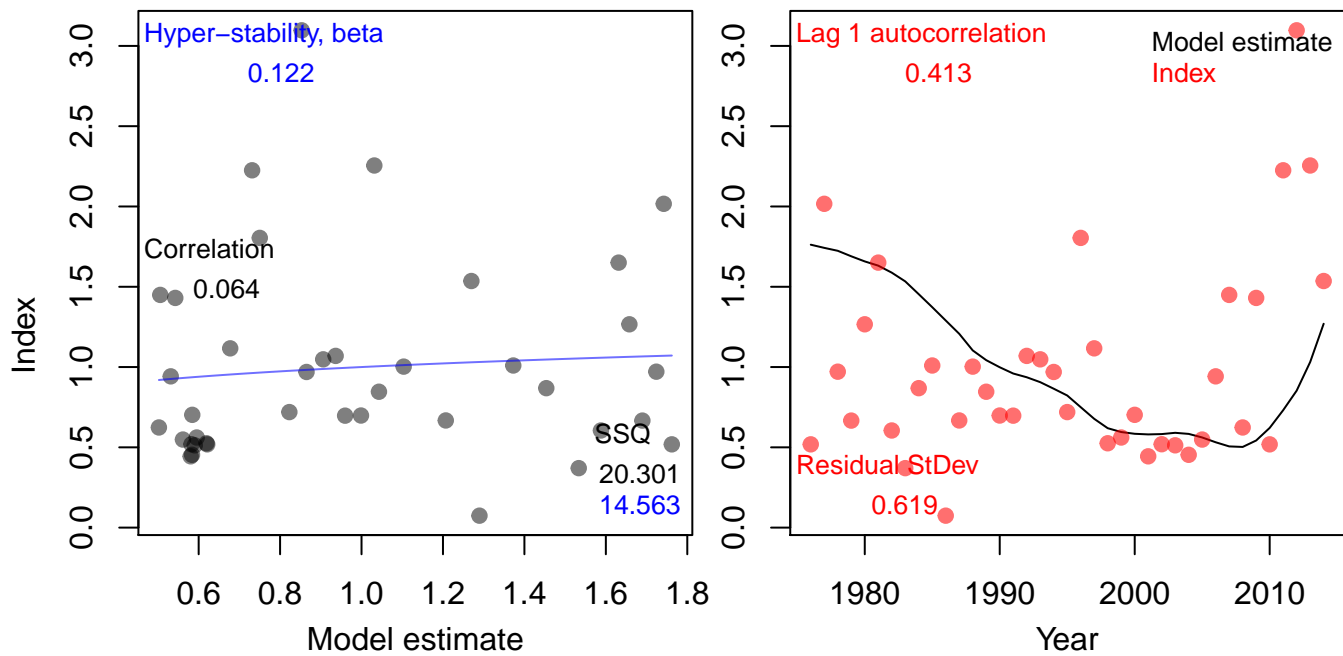 Hyper−stability, beta
0.122
Correlation
0.064
SSQ
20.301
14.563
3.0
2.5
2.0
1.5
1.0
0.5
0.0
Index
0.6 0.8 1.0 1.2 1.4 1.6 1.8
Model estimate
Lag 1 autocorrelation
0.413
Model estimate
Index
Residual StDev
0.619
3.0
2.5
2.0
1.5
1.0
0.5
0.0
1980 1990 2000 2010
Year